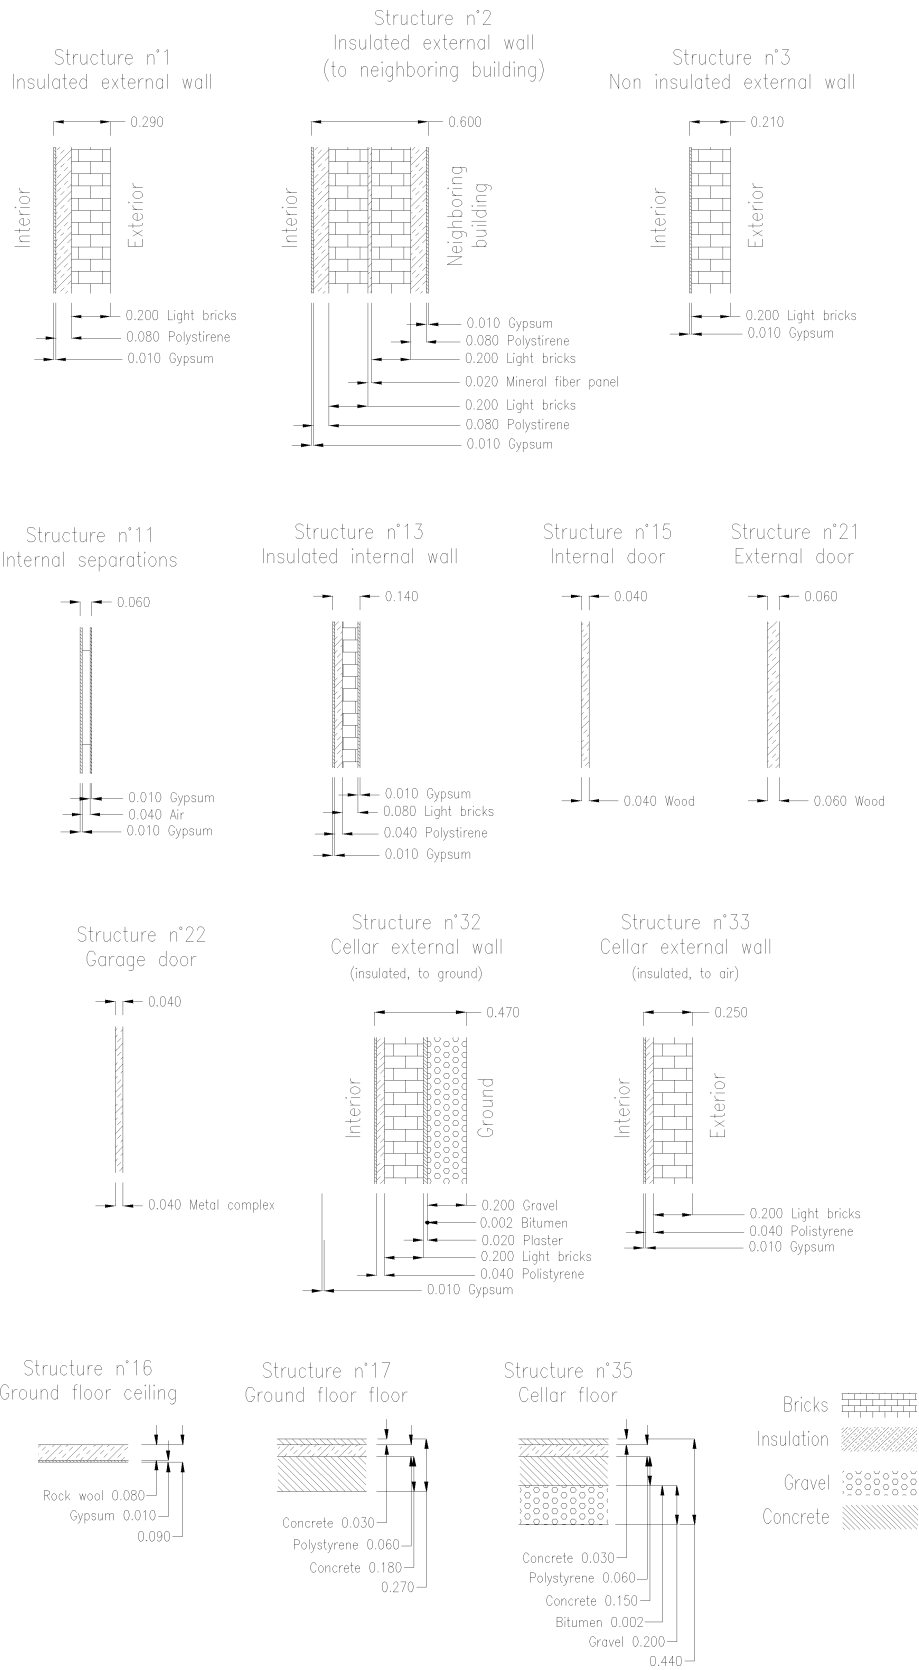 Structure n°1
Insulated external wall
0.290
Interior
Exterior
0.200 Light bricks
0.080 Polystirene
0.010 Gypsum
Structure n°2
Insulated external wall
(to neighboring building)
0.600
Interior
Neighboring
building
0.010 Gypsum
0.080 Polystirene
0.200 Light bricks
0.020 Mineral fiber panel
0.200 Light bricks
0.080 Polystirene
0.010 Gypsum
Structure n°3
Non insulated external wall
0.210
Interior
Exterior
0.200 Light bricks
0.010 Gypsum
Structure n°11
Internal separations
0.060
0.010 Gypsum
0.040 Air
0.010 Gypsum
Structure n°13
Insulated internal wall
0.140
0.010 Gypsum
0.080 Light bricks
0.040 Polystirene
0.010 Gypsum
Structure n°15
Internal door
0.040
0.040 Wood
Structure n°21
External door
0.060
0.060 Wood
Structure n°22
Garage door
0.040
0.040 Metal complex
Structure n°32
Cellar external wall
(insulated, to ground)
0.470
Interior
Ground
0.200 Gravel
0.002 Bitumen
0.020 Plaster
0.200 Light bricks
0.040 Polistyrene
0.010 Gypsum
Structure n°33
Cellar external wall
(insulated, to air)
0.250
Interior
Exterior
0.200 Light bricks
0.040 Polistyrene
0.010 Gypsum
Structure n°16
Ground floor ceiling
Rock wool 0.080
Gypsum 0.010
0.090
Structure n°17
Ground floor floor
Concrete 0.030
Polystyrene 0.060
Concrete 0.180
0.270
Structure n°35
Cellar floor
Concrete 0.030
Polystyrene 0.060
Concrete 0.150
Bitumen 0.002
Gravel 0.200
0.440
Bricks
Insulation
Gravel
Concrete